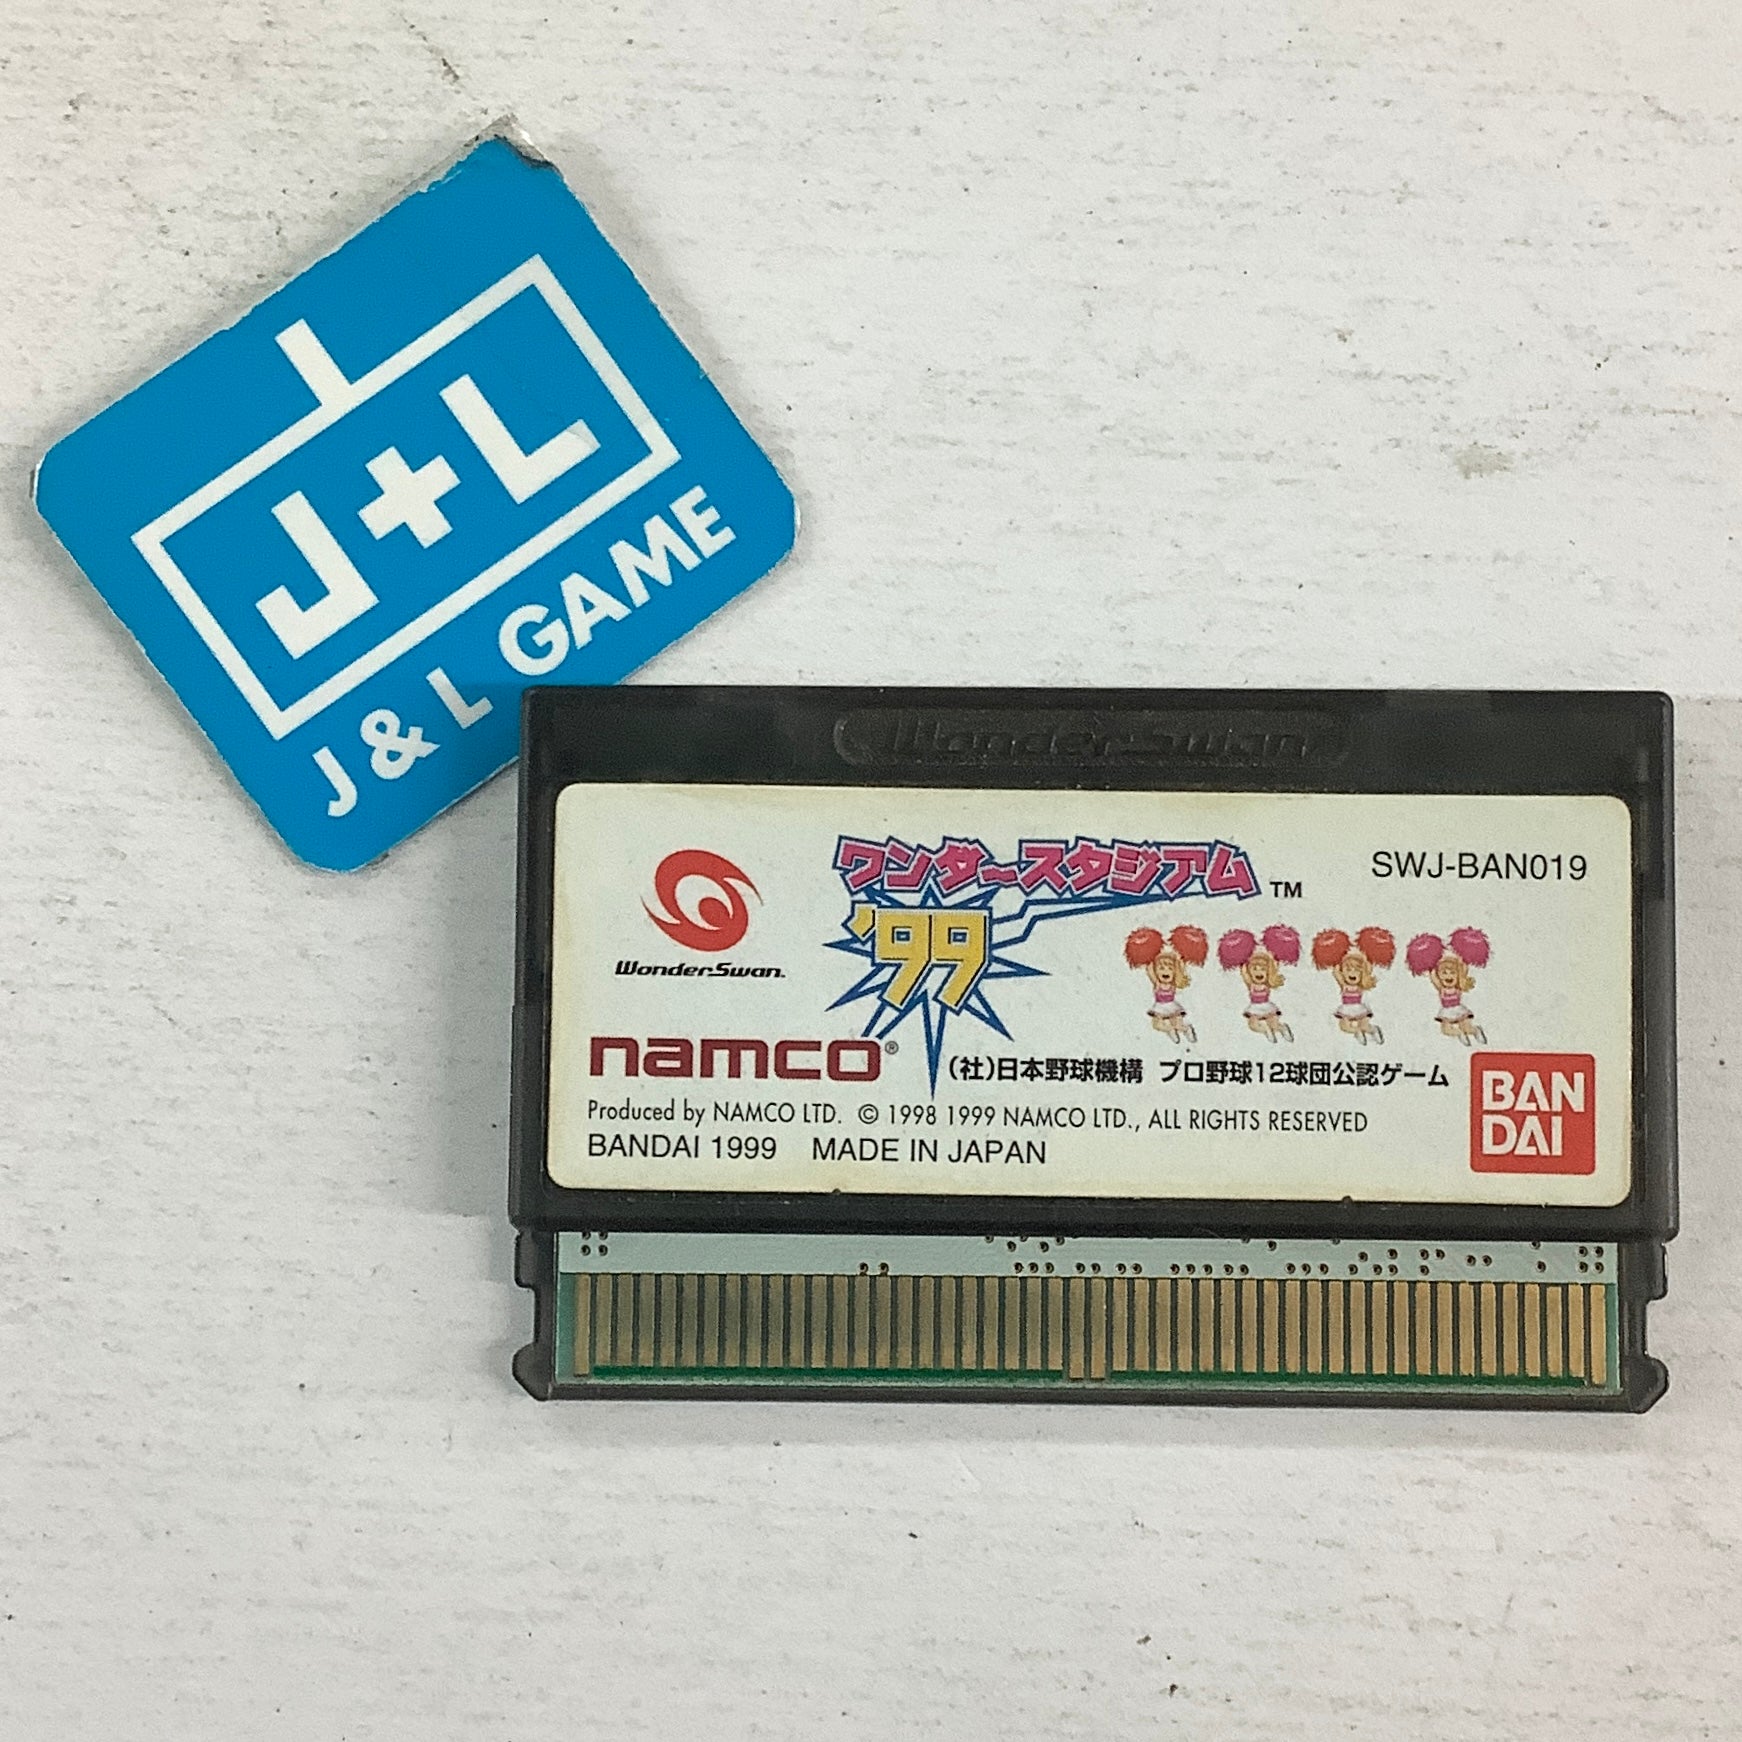 J+L
J & L GAME
WonderSwan
ワンダースタジアム TM
'99
SWJ-BAN019
WonderSwan.
namco®
(社)日本野球機構 プロ野球12球団公認ゲーム
Produced by NAMCO LTD. © 1998 1999 NAMCO LTD., ALL RIGHTS RESERVED
BANDAI 1999 MADE IN JAPAN
BAN
DAI